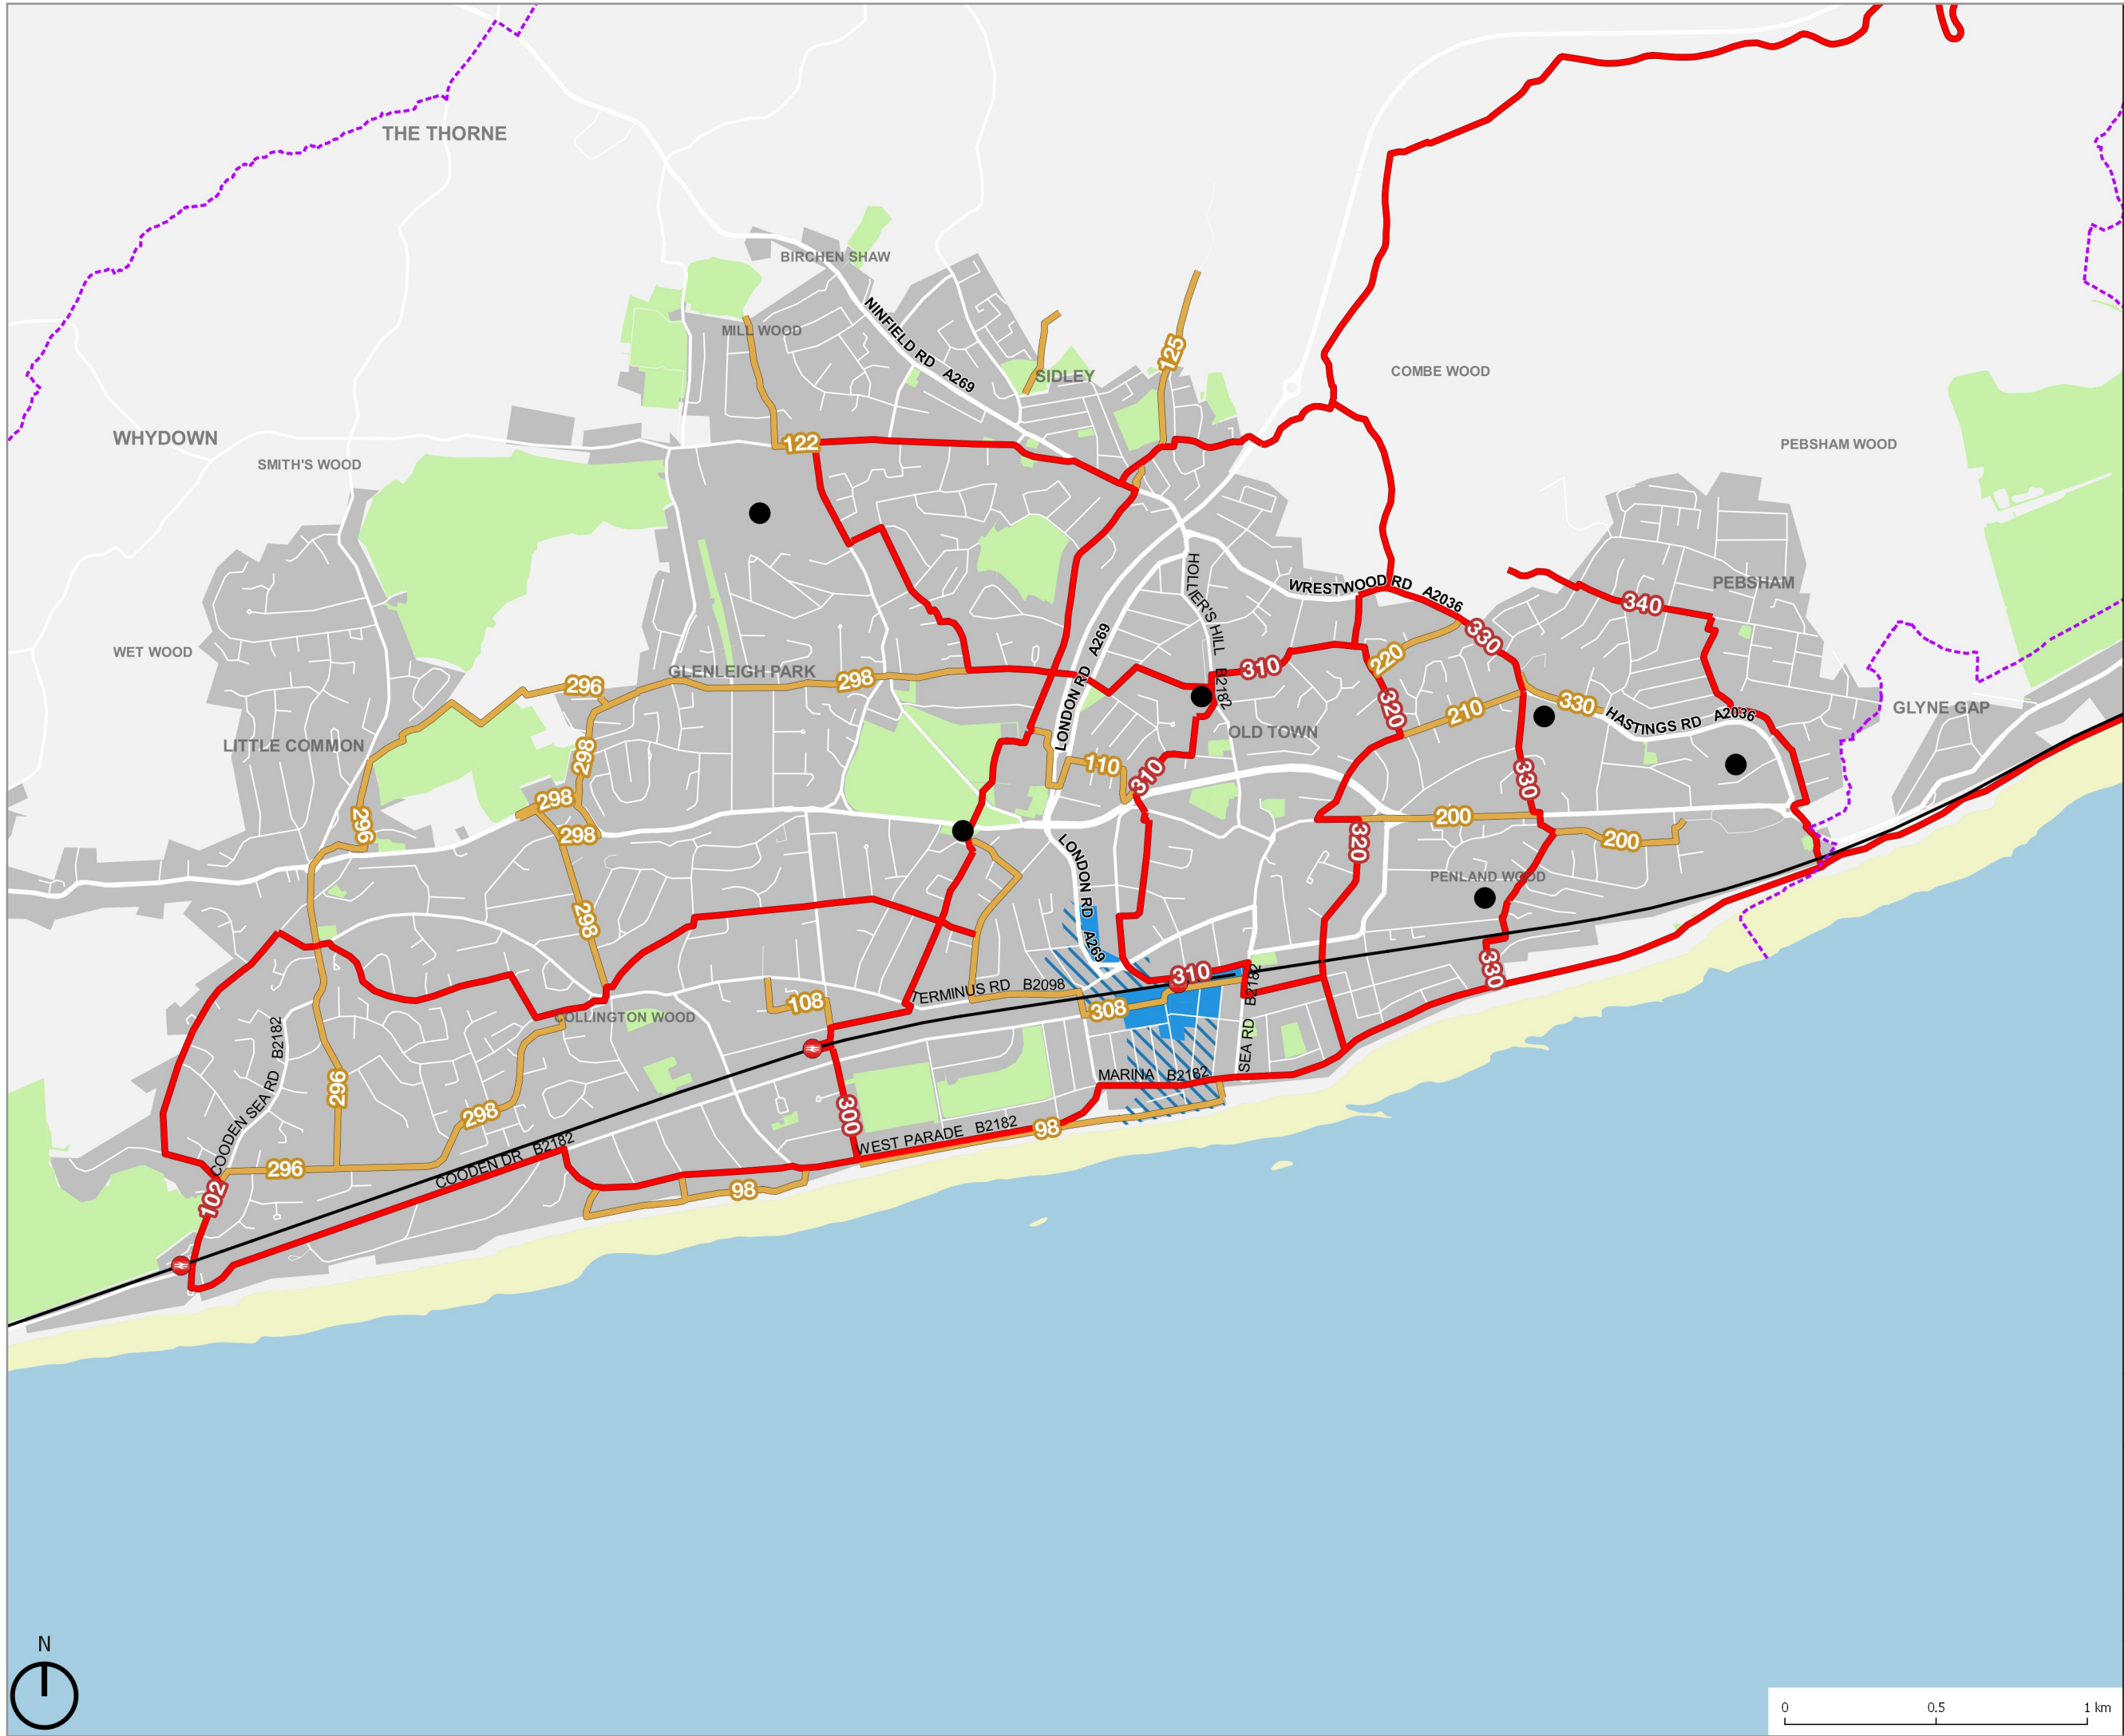 THE THORNE
BIRCHEN SHAW
MILL WOOD
NINFIELD RD A269
125
SIDLEY
COMBE WOOD
WHYDOWN
SMITH'S WOOD
122
PEBSHAM WOOD
HOLLIER'S HILL B2182
WRESTWOOD RD A2036
PEBSHAM
340
330
WET WOOD
LONDON RD A269
220
GLENLEIGH PARK
298
296
310
320
210
330
HASTINGS RD A2036
GLYNE GAP
OLD TOWN
LITTLE COMMON
298
110
310
330
298
296
298
200
320
200
LONDON RD A269
PENLAND WOOD
298
310
330
TERMINUS RD B2098
B2182
108
308
COLLINGTON WOOD
B2182
SEA RD
296
MARINA B2182
298
300
COODEN SEA RD
WEST PARADE B2182
98
COODEN DR B2182
296
102
98
N
0 0.5 1 km